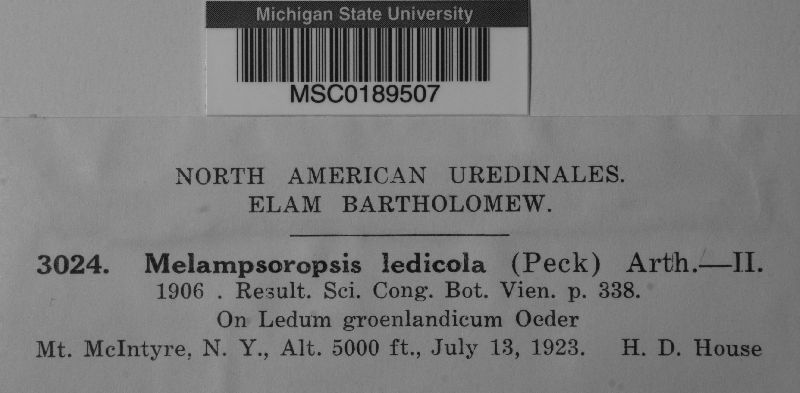 Michigan State University
MSC0189507
NORTH AMERICAN UREDINALES.
ELAM BARTHOLOMEW.
3024. Melampsoropsis ledicola (Peck) Arth.—II.
1906 . Result. Sci. Cong. Bot. Vien. p. 338.
On Ledum groenlandicum Oeder
Mt. McIntyre, N. Y., Alt. 5000 ft., July 13, 1923. H. D. House